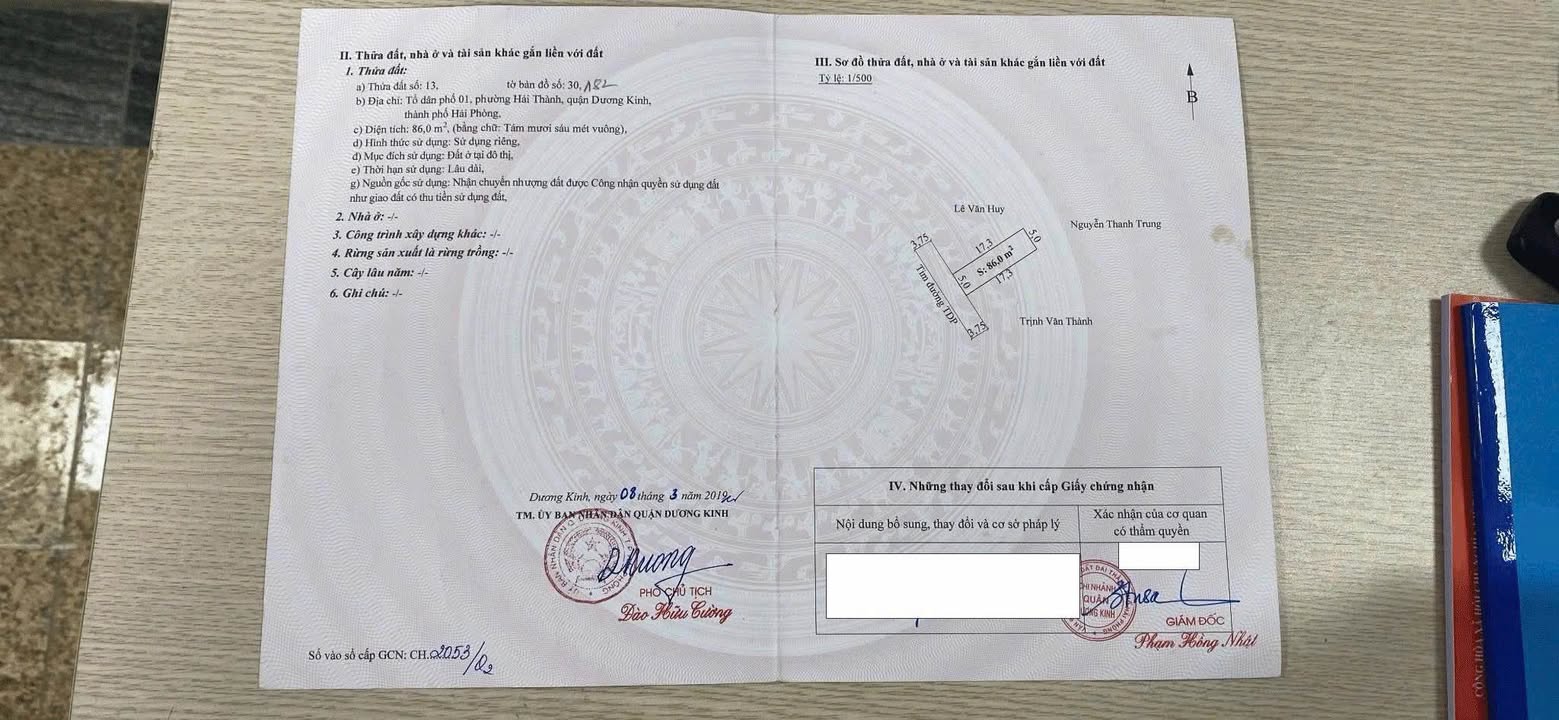 II. Thửa đất, nhà ở và tài sản khác gắn liền với đất
1. Thửa đất:
a) Thửa đất số: 13, tờ bản đồ số: 30, 182
b) Địa chỉ: Tổ dân phố 01, phường Hải Thành, quận Dương Kinh,
thành phố Hải Phòng,
c) Diện tích: 86,0 m², (bằng chữ: Tám mươi sáu mét vuông),
d) Hình thức sử dụng: Sử dụng riêng,
đ) Mục đích sử dụng: Đất ở tại đô thị,
e) Thời hạn sử dụng: Lâu dài,
g) Nguồn gốc sử dụng: Nhận chuyển nhượng đất được Công nhận quyền sử dụng đất
như giao đất có thu tiền sử dụng đất,
2. Nhà ở: -/-
3. Công trình xây dựng khác: -/-
4. Rừng sản xuất là rừng trồng: -/-
5. Cây lâu năm: -/-
6. Ghi chú: -/-
Dương Kinh, ngày 08 tháng 3 năm 2019
TM. ỦY BAN NHÂN DÂN QUẬN DƯƠNG KINH
PHÓ CHỦ TỊCH
Đào Hữu Cường
Số vào sổ cấp GCN: CH.02053/Q2
III. Sơ đồ thửa đất, nhà ở và tài sản khác gắn liền với đất
Tỷ lệ: 1/500
B
Lê Văn Huy
Nguyễn Thanh Trung
3,75
17,3
5,0
S: 86,0 m²
5,0
17,3
Tim đường TDP
3,75
Trịnh Văn Thành
IV. Những thay đổi sau khi cấp Giấy chứng nhận
Nội dung bổ sung, thay đổi và cơ sở pháp lý
Xác nhận của cơ quan
có thẩm quyền
CHI NHÁNH
QUẬN
DƯƠNG KINH
GIÁM ĐỐC
Phạm Hồng Nhật